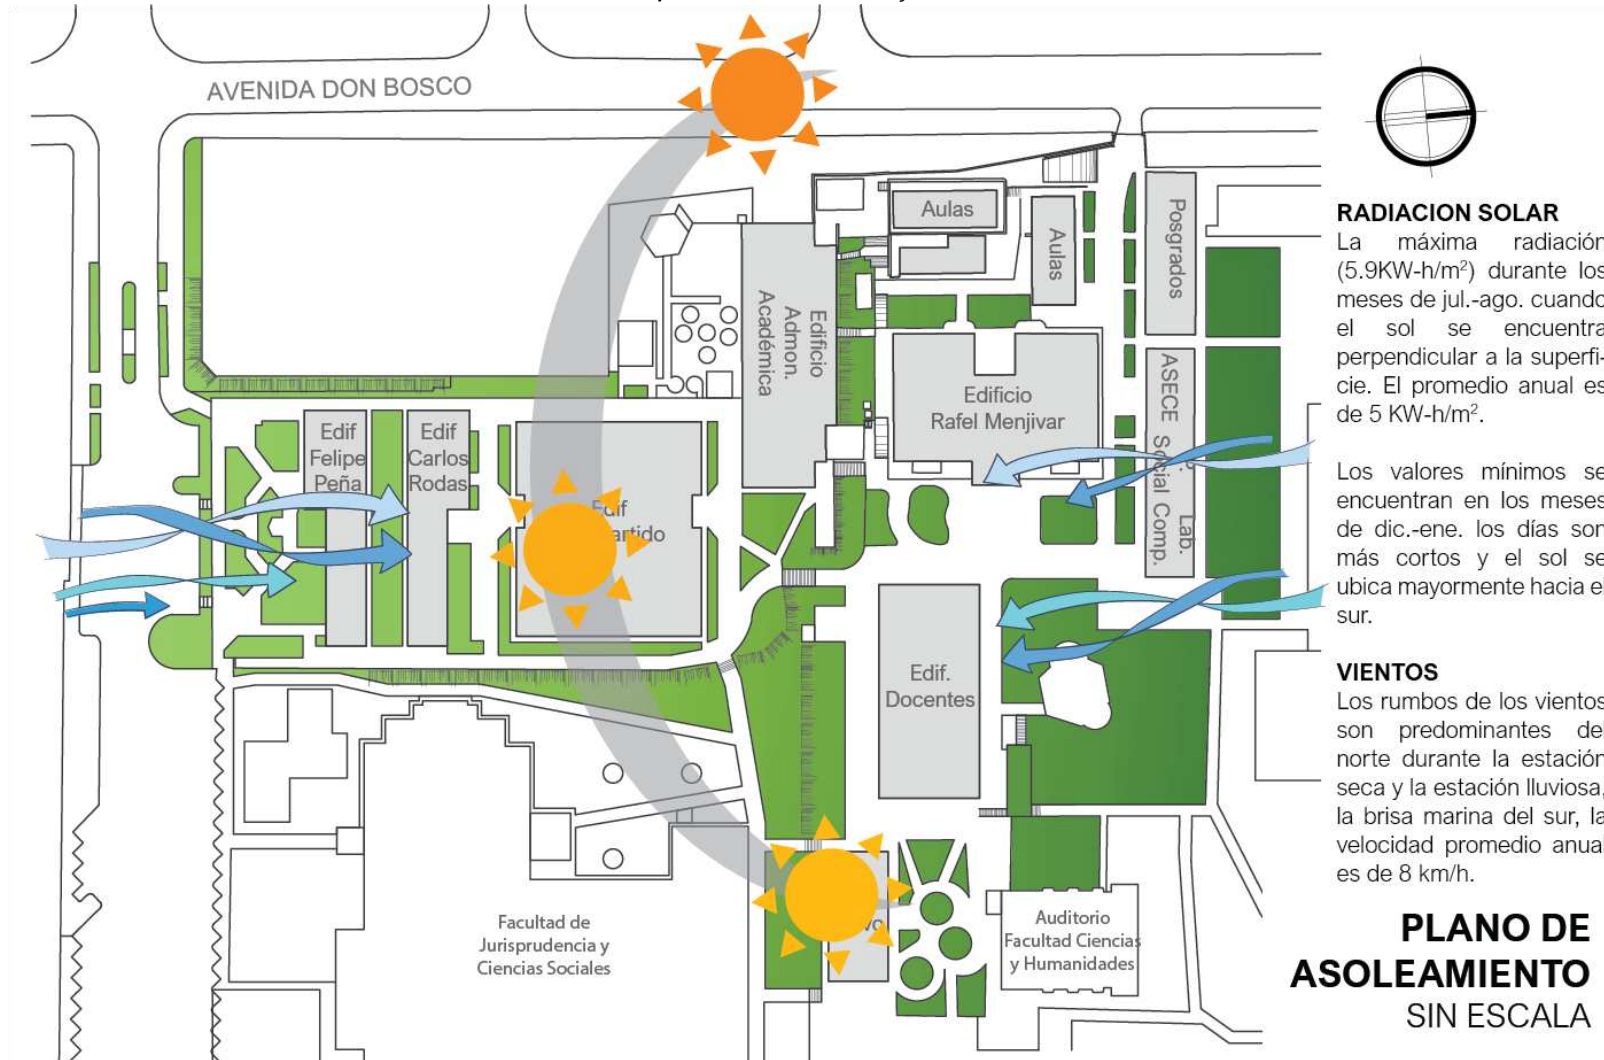 AVENIDA DON BOSCO
Aulas
Aulas
Posgrados
Edificio
Admon.
Académica
Edificio
Rafel Menjivar
ASECE
Social Comp.
Lab.
Edif
Felipe
Peña
Edif
Carlos
Rodas
Edif
Edif.
Docentes
Facultad de
Jurisprudencia y
Ciencias Sociales
Auditorio
Facultad Ciencias
y Humanidades
RADIACION SOLAR
La máxima radiación
(5.9KW-h/m²) durante los
meses de jul.-ago. cuando
el sol se encuentra
perpendicular a la superfi-
cie. El promedio anual es
de 5 KW-h/m².
Los valores mínimos se
encuentran en los meses
de dic.-ene. los días son
más cortos y el sol se
ubica mayormente hacia el
sur.
VIENTOS
Los rumbos de los vientos
son predominantes del
norte durante la estación
seca y la estación lluviosa,
la brisa marina del sur, la
velocidad promedio anual
es de 8 km/h.
PLANO DE
ASOLEAMIENTO
SIN ESCALA